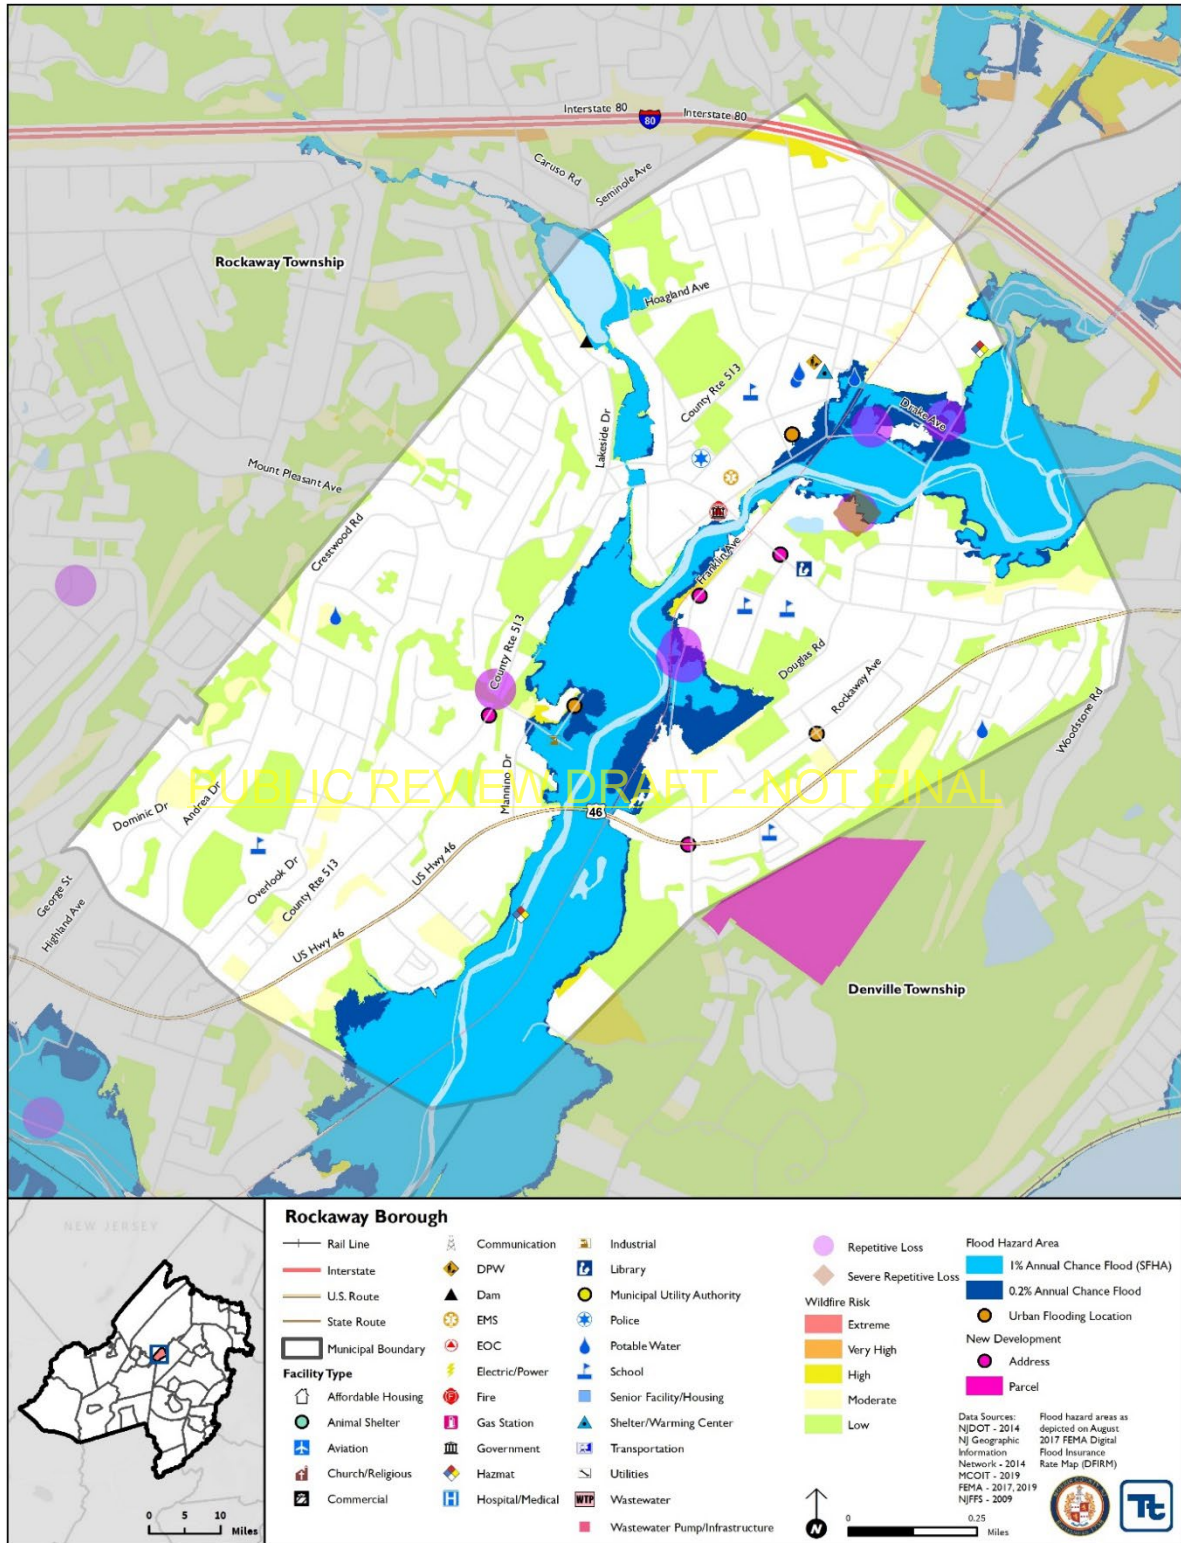 Interstate 80
80
Interstate 80
Caruso Rd
Seminole Ave
Rockaway Township
Hoagland Ave
County Rte 513
Drake Ave
Lakeside Dr
Mount Pleasant Ave
Crestwood Rd
Franklin Ave
County Rte 513
Douglas Rd
Rockaway Ave
Woodstone Rd
Mannino Dr
PUBLIC REVIEW DRAFT - NOT FINAL
Dominic Dr
Andrea Dr
46
US Hwy 46
Overlook Dr
County Rte 513
George St
Highland Ave
US Hwy 46
Denville Township
NEW JERSEY
0 5 10
Miles
Rockaway Borough
Rail Line
Interstate
U.S. Route
State Route
Municipal Boundary
Facility Type
Affordable Housing
Animal Shelter
Aviation
Church/Religious
Commercial
Communication
DPW
Dam
EMS
EOC
Electric/Power
Fire
Gas Station
Government
Hazmat
Hospital/Medical
Industrial
Library
Municipal Utility Authority
Police
Potable Water
School
Senior Facility/Housing
Shelter/Warming Center
Transportation
Utilities
WTP Wastewater
Wastewater Pump/Infrastructure
Repetitive Loss
Severe Repetitive Loss
Wildfire Risk
Extreme
Very High
High
Moderate
Low
Flood Hazard Area
1% Annual Chance Flood (SFHA)
0.2% Annual Chance Flood
Urban Flooding Location
New Development
Address
Parcel
Data Sources:
NJDOT - 2014
NJ Geographic
Information
Network - 2014
MCOIT - 2019
FEMA - 2017, 2019
NJFFS - 2009
Flood hazard areas as
depicted on August
2017 FEMA Digital
Flood Insurance
Rate Map (DFIRM)
N
0 0.25
Miles
Tt